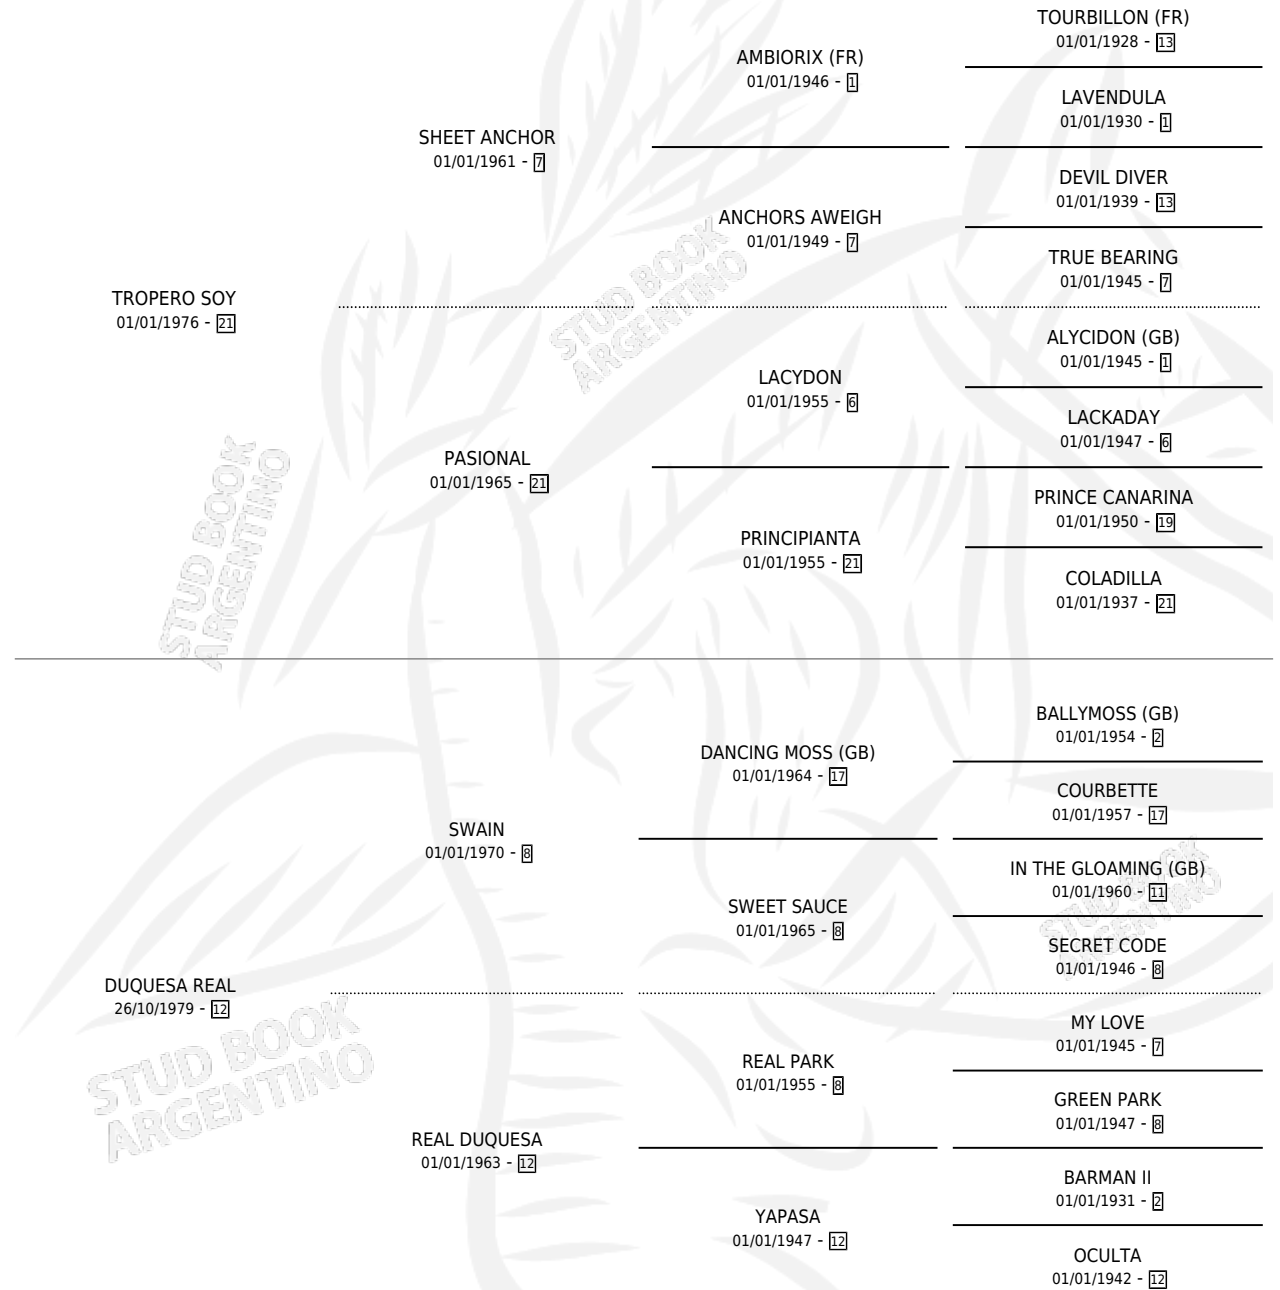 TOURBILLON (FR)
01/01/1928 - 13
AMBIORIX (FR)
01/01/1946 - 1
LAVENDULA
01/01/1930 - 1
SHEET ANCHOR
01/01/1961 - 7
DEVIL DIVER
01/01/1939 - 13
ANCHORS AWEIGH
01/01/1949 - 7
TRUE BEARING
01/01/1945 - 7
TROPERO SOY
01/01/1976 - 21
STUD BOOK
ARGENTINO
ALYCIDON (GB)
01/01/1945 - 1
LACYDON
01/01/1955 - 6
LACKADAY
01/01/1947 - 6
PASIONAL
01/01/1965 - 21
PRINCE CANARINA
01/01/1950 - 19
PRINCIPIANTA
01/01/1955 - 21
COLADILLA
01/01/1937 - 21
STUD BOOK
ARGENTINO
BALLYMOSS (GB)
01/01/1954 - 2
DANCING MOSS (GB)
01/01/1964 - 17
COURBETTE
01/01/1957 - 17
SWAIN
01/01/1970 - 8
IN THE GLOAMING (GB)
01/01/1960 - 11
SWEET SAUCE
01/01/1965 - 8
STUD BOOK
ARGENTINO
SECRET CODE
01/01/1946 - 8
DUQUESA REAL
26/10/1979 - 12
STUD BOOK
ARGENTINO
MY LOVE
01/01/1945 - 7
REAL PARK
01/01/1955 - 8
GREEN PARK
01/01/1947 - 8
REAL DUQUESA
01/01/1963 - 12
BARMAN II
01/01/1931 - 2
YAPASA
01/01/1947 - 12
OCULTA
01/01/1942 - 12